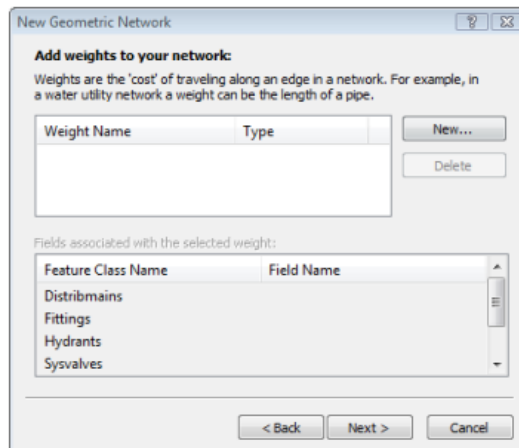 New Geometric Network
Add weights to your network:
Weights are the 'cost' of traveling along an edge in a network. For example, in
a water utility network a weight can be the length of a pipe.
Weight Name Type
New...
Delete
Fields associated with the selected weight:
Feature Class Name Field Name
Distribmains
Fittings
Hydrants
Sysvalves
< Back Next > Cancel